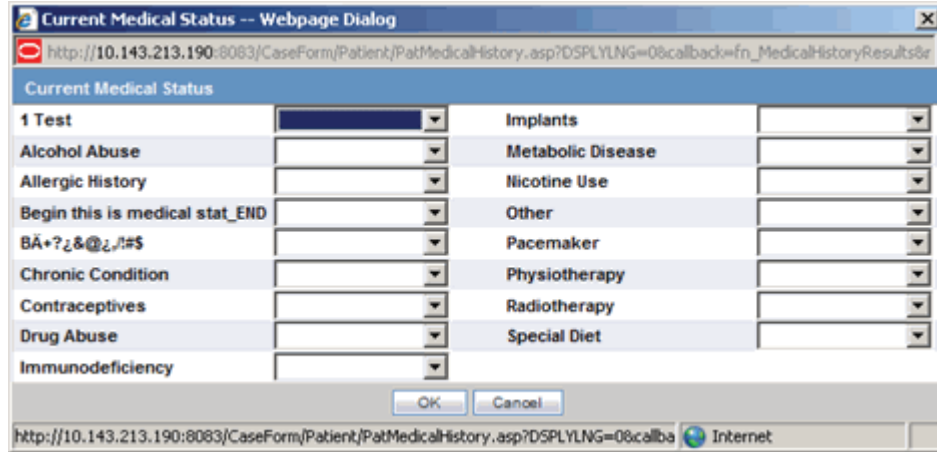 Current Medical Status -- Webpage Dialog
http://10.143.213.190:8083/CaseForm/Patient/PatMedicalHistory.asp?DSPLYLNG=0&callback=fn_MedicalHistoryResults&r
Current Medical Status
1 Test Implants
Alcohol Abuse Metabolic Disease
Allergic History Nicotine Use
Begin this is medical stat_END Other
BÄ+?¿&@¿,/!#$ Pacemaker
Chronic Condition Physiotherapy
Contraceptives Radiotherapy
Drug Abuse Special Diet
Immunodeficiency
OK Cancel
http://10.143.213.190:8083/CaseForm/Patient/PatMedicalHistory.asp?DSPLYLNG=0&callba Internet